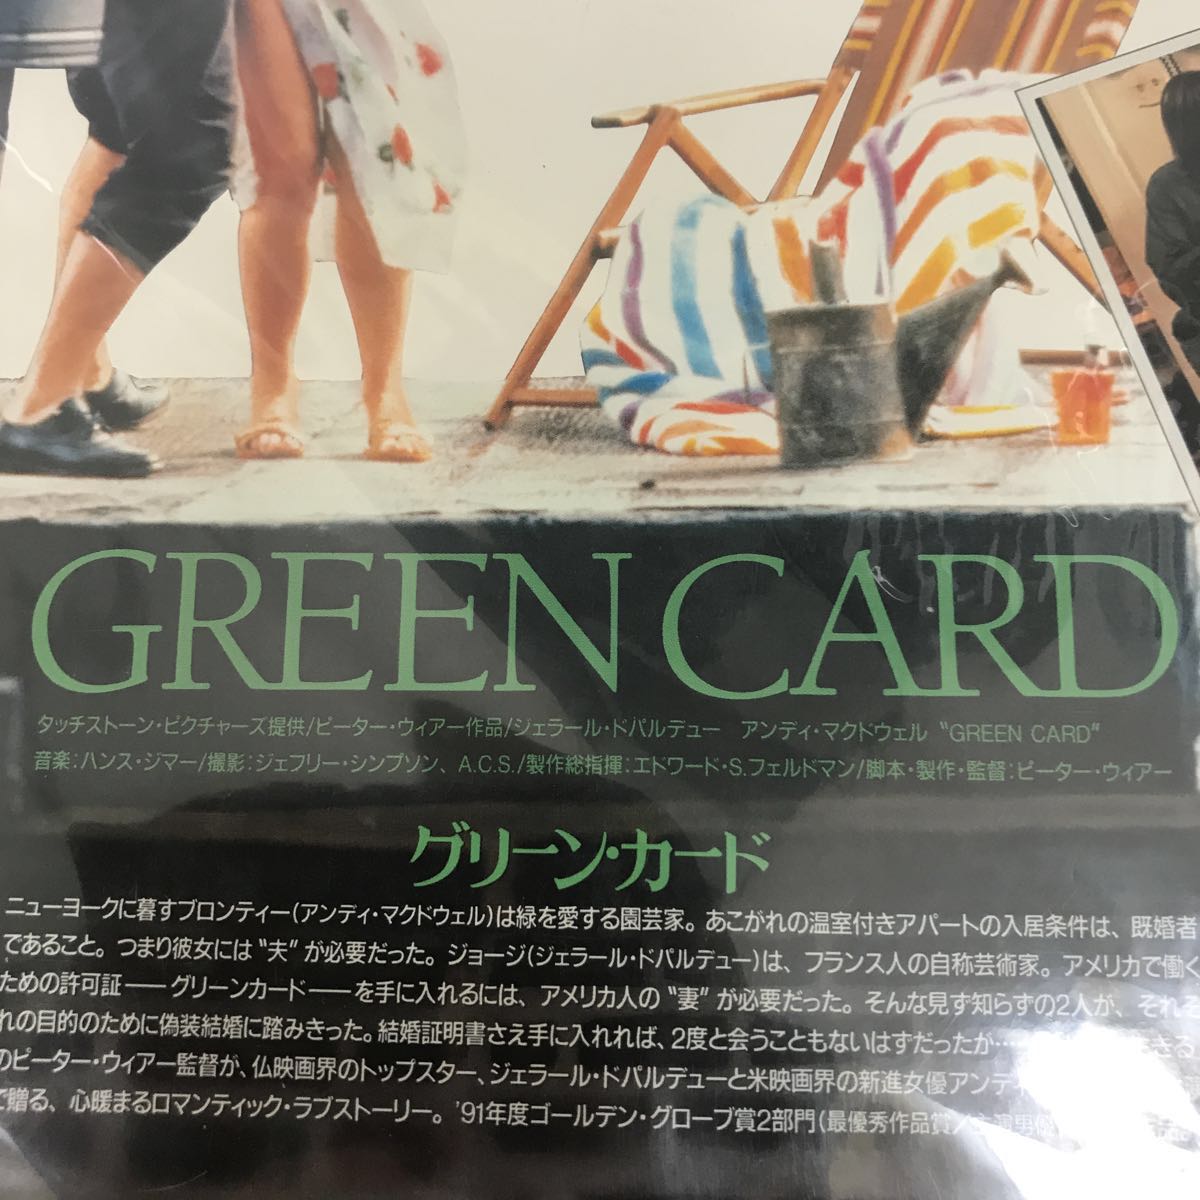 GREEN CARD
タッチストーン・ピクチャーズ提供/ピーター・ウィアー作品/ジェラール・ドパルデュー アンディ・マクドウェル “GREEN CARD”
音楽:ハンス・ジマー/撮影:ジェフリー・シンプソン、A.C.S./製作総指揮:エドワード・S.フェルドマン/脚本・製作・監督:ピーター・ウィアー
グリーン・カード
ニューヨークに暮すブロンティー(アンディ・マクドウェル)は緑を愛する園芸家。あこがれの温室付きアパートの入居条件は、既婚者
であること。つまり彼女には“夫”が必要だった。ジョージ(ジェラール・ドパルデュー)は、フランス人の自称芸術家。アメリカで働く
ための許可証――グリーンカード――を手に入れるには、アメリカ人の“妻”が必要だった。そんな見ず知らずの2人が、それぞ
れの目的のために偽装結婚に踏みきった。結婚証明書さえ手に入れれば、2度と会うこともないはずだったが…
のピーター・ウィアー監督が、仏映画界のトップスター、ジェラール・ドパルデューと米映画界の新進女優アンデ
で贈る、心暖まるロマンティック・ラブストーリー。'91年度ゴールデン・グローブ賞2部門(最優秀作品賞/主演男優